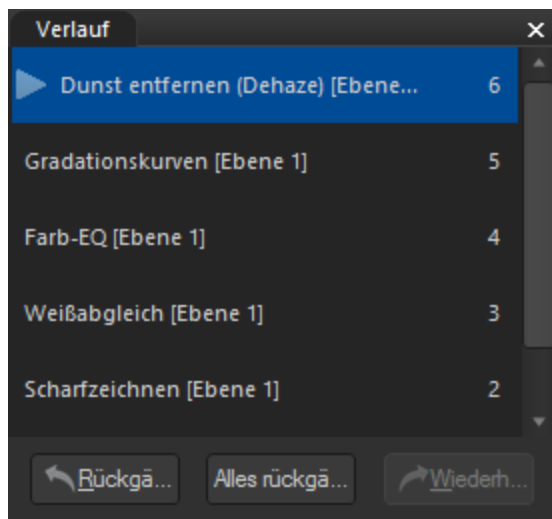 Verlauf
Dunst entfernen (Dehaze) [Ebene... 6
Gradationskurven [Ebene 1] 5
Farb-EQ [Ebene 1] 4
Weißabgleich [Ebene 1] 3
Scharfzeichnen [Ebene 1] 2
Rückgä... Alles rückgä... Wiederh...